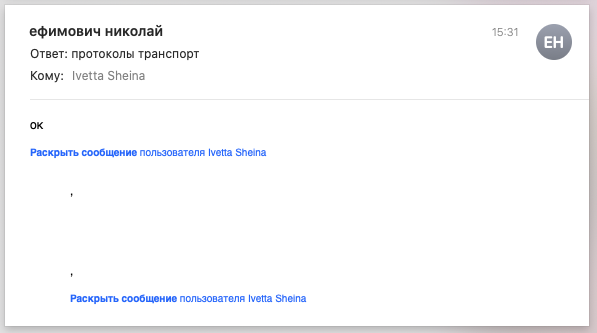 ефимович николай
15:31
ЕН
Ответ: протоколы транспорт
Кому: Ivetta Sheina
ок
Раскрыть сообщение пользователя Ivetta Sheina
,
,
Раскрыть сообщение пользователя Ivetta Sheina